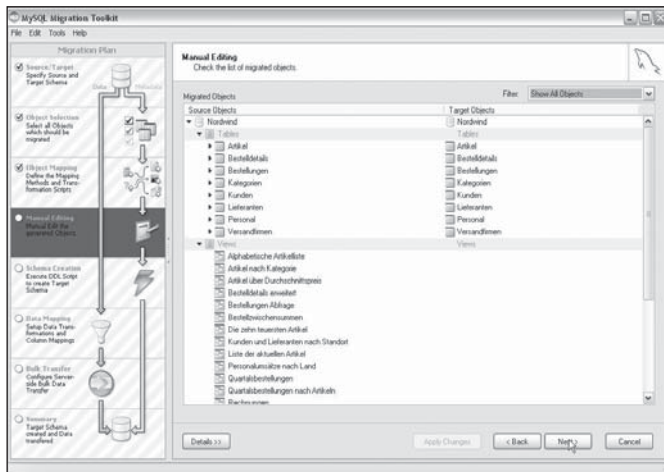 MySQL Migration Toolkit
File Edit Tools Help
Migration Plan
Source/Target
Specify Source and
Target Schema
Data
Metadata
Object Selection
Select all Objects
which should be
migrated
Object Mapping
Define the Mapping
Methods and Trans-
formation Scripts
Manual Editing
Manual Edit the
generated Objects
Schema Creation
Execute DDL Script
to create Target
Schema
Data Mapping
Setup Data Trans-
formations and
Column Mappings
Bulk Transfer
Configure Server-
side Bulk Data
Transfer
Summary
Target Schema
created and Data
transfered
Manual Editing
Check the list of migrated objects.
Migrated Objects
Filter: Show All Objects
Source Objects Target Objects
Nordwind Nordwind
Tables Tables
Artikel Artikel
Bestelldetails Bestelldetails
Bestellungen Bestellungen
Kategorien Kategorien
Kunden Kunden
Lieferanten Lieferanten
Personal Personal
Versandfirmen Versandfirmen
Views Views
Alphabetische Artikelliste
Artikel nach Kategorie
Artikel über Durchschnittspreis
Bestelldetails erweitert
Bestellungen Abfrage
Bestellzwischensummen
Die zehn teuersten Artikel
Kunden und Lieferanten nach Standort
Liste der aktuellen Artikel
Personalumsätze nach Land
Quartalsbestellungen
Quartalsbestellungen nach Artikeln
Rechnungen
Details >> Apply Changes < Back Next > Cancel